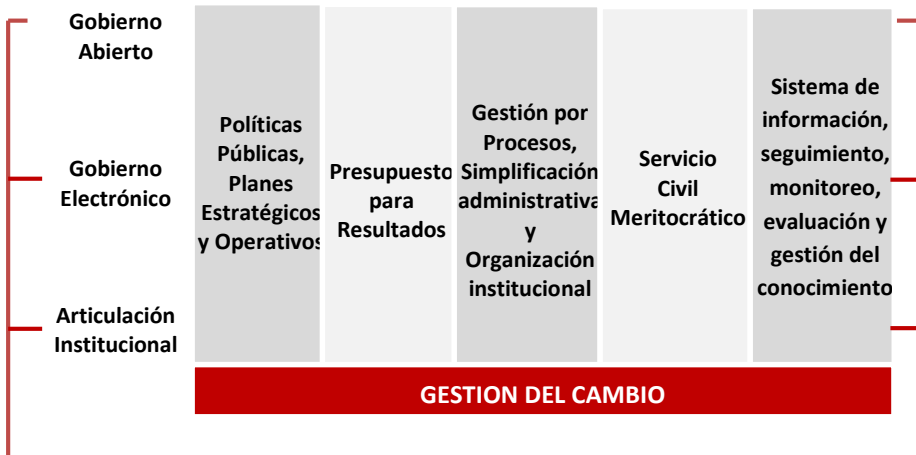 Gobierno
Abierto
Gobierno
Electrónico
Articulación
Institucional
Políticas
Públicas,
Planes
Estratégicos
y Operativos
Presupuesto
para
Resultados
Gestión por
Procesos,
Simplificación
administrativa
y
Organización
institucional
Servicio
Civil
Meritocrático
Sistema de
información,
seguimiento,
monitoreo,
evaluación y
gestión del
conocimiento
GESTION DEL CAMBIO